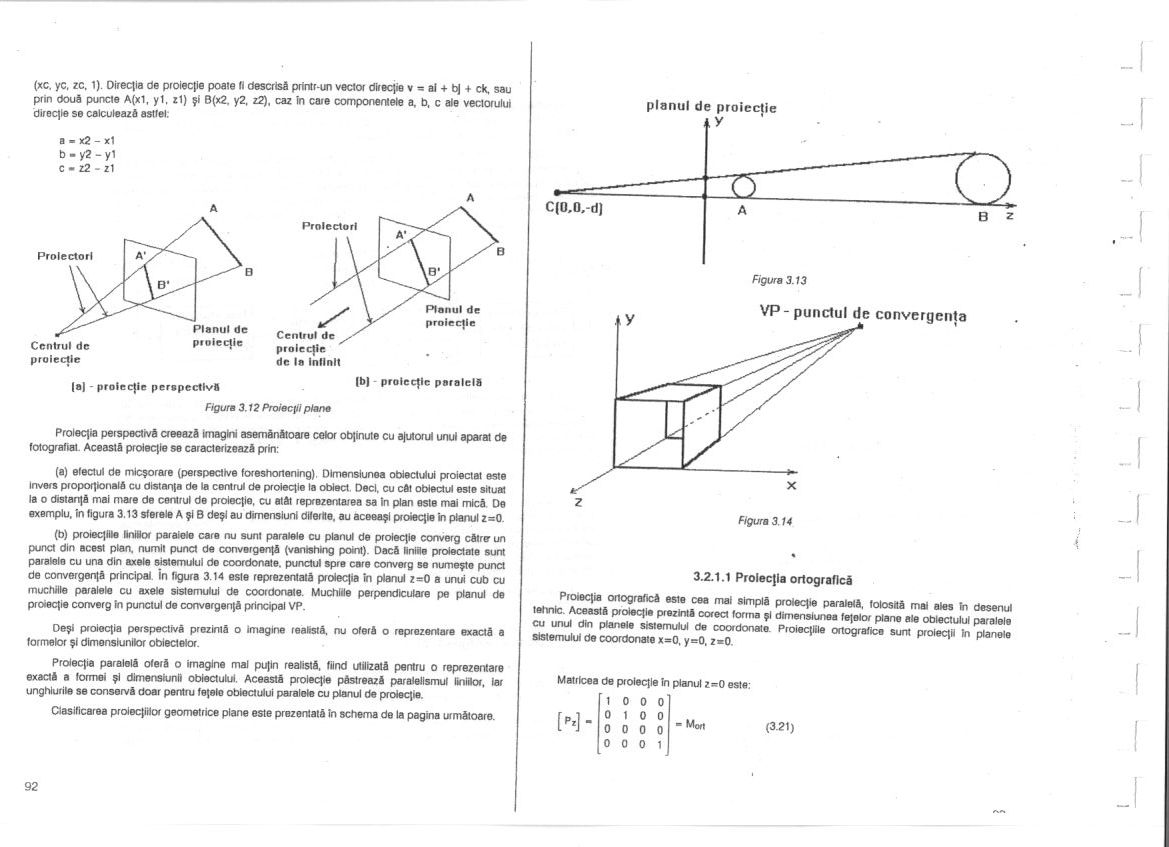 (xc, yc, zc, 1). Direcţia de proiecţie poate fi descrisă printr-un vector direcţie v = ai + bj + ck, sau
prin două puncte A(x1, y1, z1) şi B(x2, y2, z2), caz în care componentele a, b, c ale vectorului
direcţie se calculează astfel:
a = x2 – x1
b = y2 – y1
c = z2 – z1
A
Proiectori
A'
B'
B
Planul de
proiecţie
Centrul de
proiecţie
(a) - proiecţie perspectivă
A
Proiectori
A'
B
B'
Planul de
proiecţie
Centrul de
proiecţie
de la infinit
(b) - proiecţie paralelă
Figura 3.12 Proiecţii plane
Proiecţia perspectivă creează imagini asemănătoare celor obţinute cu ajutorul unui aparat de
fotografiat. Această proiecţie se caracterizează prin:
(a) efectul de micşorare (perspective foreshortening). Dimensiunea obiectului proiectat este
invers proporţională cu distanţa de la centrul de proiecţie la obiect. Deci, cu cât obiectul este situat
la o distanţă mai mare de centrul de proiecţie, cu atât reprezentarea sa în plan este mai mică. De
exemplu, în figura 3.13 sferele A şi B deşi au dimensiuni diferite, au aceeaşi proiecţie în planul z=0.
(b) proiecţiile liniilor paralele care nu sunt paralele cu planul de proiecţie converg către un
punct din acest plan, numit punct de convergenţă (vanishing point). Dacă liniile proiectate sunt
paralele cu una din axele sistemului de coordonate, punctul spre care converg se numeşte punct
de convergenţă principal. În figura 3.14 este reprezentată proiecţia în planul z=0 a unui cub cu
muchiile paralele cu axele sistemului de coordonate. Muchiile perpendiculare pe planul de
proiecţie converg în punctul de convergenţă principal VP.
Deşi proiecţia perspectivă prezintă o imagine realistă, nu oferă o reprezentare exactă a
formelor şi dimensiunilor obiectelor.
Proiecţia paralelă oferă o imagine mai puţin realistă, fiind utilizată pentru o reprezentare
exactă a formei şi dimensiunii obiectului. Această proiecţie păstrează paralelismul liniilor, iar
unghiurile se conservă doar pentru feţele obiectului paralele cu planul de proiecţie.
Clasificarea proiecţiilor geometrice plane este prezentată în schema de la pagina următoare.
92
planul de proiecţie
y
C(0,0,-d)
A
B
z
Figura 3.13
VP - punctul de convergenţa
y
x
z
Figura 3.14
3.2.1.1 Proiecţia ortografică
Proiecţia ortografică este cea mai simplă proiecţie paralelă, folosită mai ales în desenul
tehnic. Această proiecţie prezintă corect forma şi dimensiunea feţelor plane ale obiectului paralele
cu unul din planele sistemului de coordonate. Proiecţiile ortografice sunt proiecţii în planele
sistemului de coordonate x=0, y=0, z=0.
Matricea de proiecţie în planul z=0 este:
1 0 0 0
[Pz] = 0 1 0 0 = Mort (3.21)
0 0 0 0
0 0 0 1